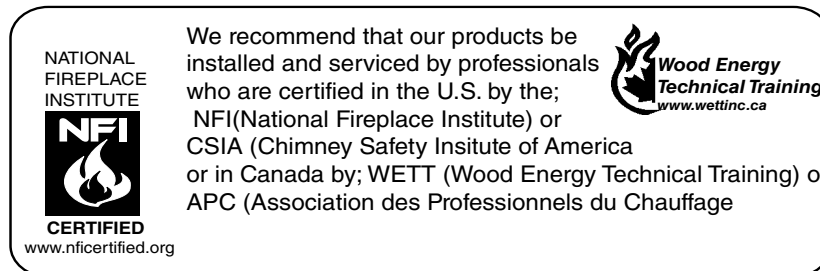 NATIONAL
FIREPLACE
INSTITUTE
NFI
CERTIFIED
www.nficertified.org
We recommend that our products be
installed and serviced by professionals
who are certified in the U.S. by the;
NFI(National Fireplace Institute) or
CSIA (Chimney Safety Insitute of America
or in Canada by; WETT (Wood Energy Technical Training) o
APC (Association des Professionnels du Chauffage
Wood Energy
Technical Training
www.wettinc.ca